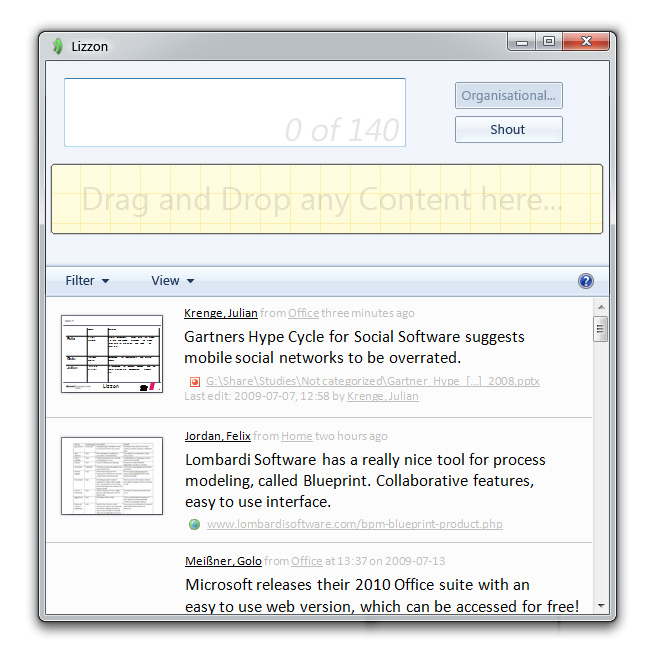 Lizzon
0 of 140
Organisational...
Shout
Drag and Drop any Content here...
Filter
View
Krenge, Julian from Office three minutes ago
Gartners Hype Cycle for Social Software suggests
mobile social networks to be overrated.
G:\Share\Studies\Not categorized\Gartner_Hype_[...]_2008.pptx
Last edit: 2009-07-07, 12:58 by Krenge, Julian
Lizzon
Jordan, Felix from Home two hours ago
Lombardi Software has a really nice tool for process
modeling, called Blueprint. Collaborative features,
easy to use interface.
www.lombardisoftware.com/bpm-blueprint-product.php
Meißner, Golo from Office at 13:37 on 2009-07-13
Microsoft releases their 2010 Office suite with an
easy to use web version, which can be accessed for free!